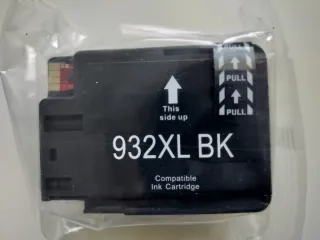 PULL
PULL
This
side up
932XL BK
Compatible
Ink Cartridge